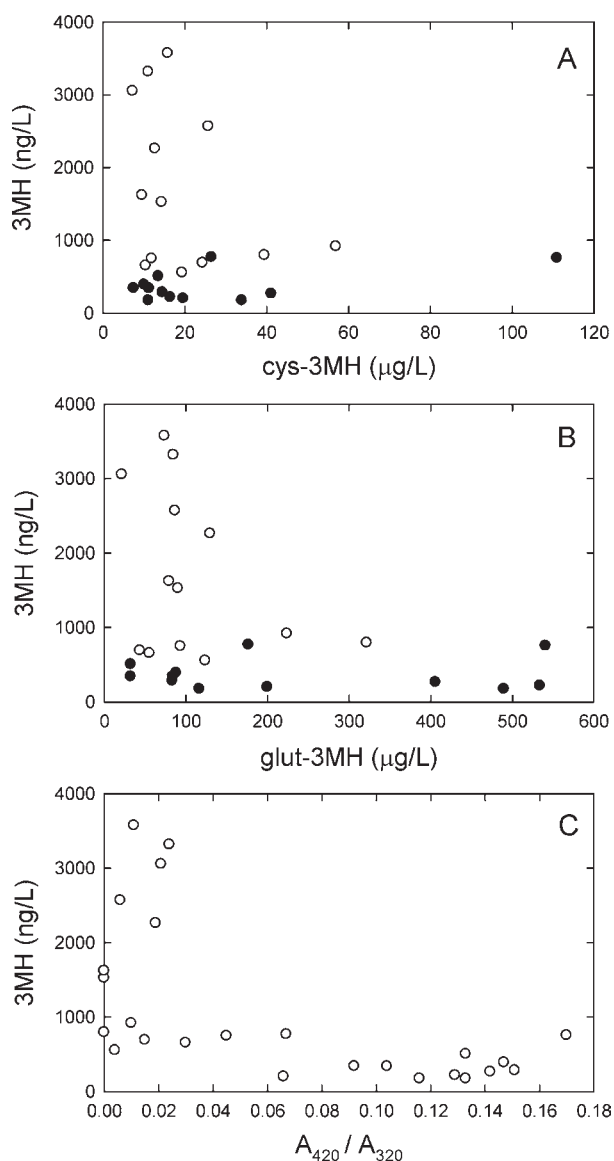 A
4000
3000
2000
1000
0
3MH (ng/L)
0 20 40 60 80 100 120
cys-3MH (μg/L)
B
4000
3000
2000
1000
0
3MH (ng/L)
0 100 200 300 400 500 600
glut-3MH (μg/L)
C
4000
3000
2000
1000
0
3MH (ng/L)
0.00 0.02 0.04 0.06 0.08 0.10 0.12 0.14 0.16 0.18
A420 / A320